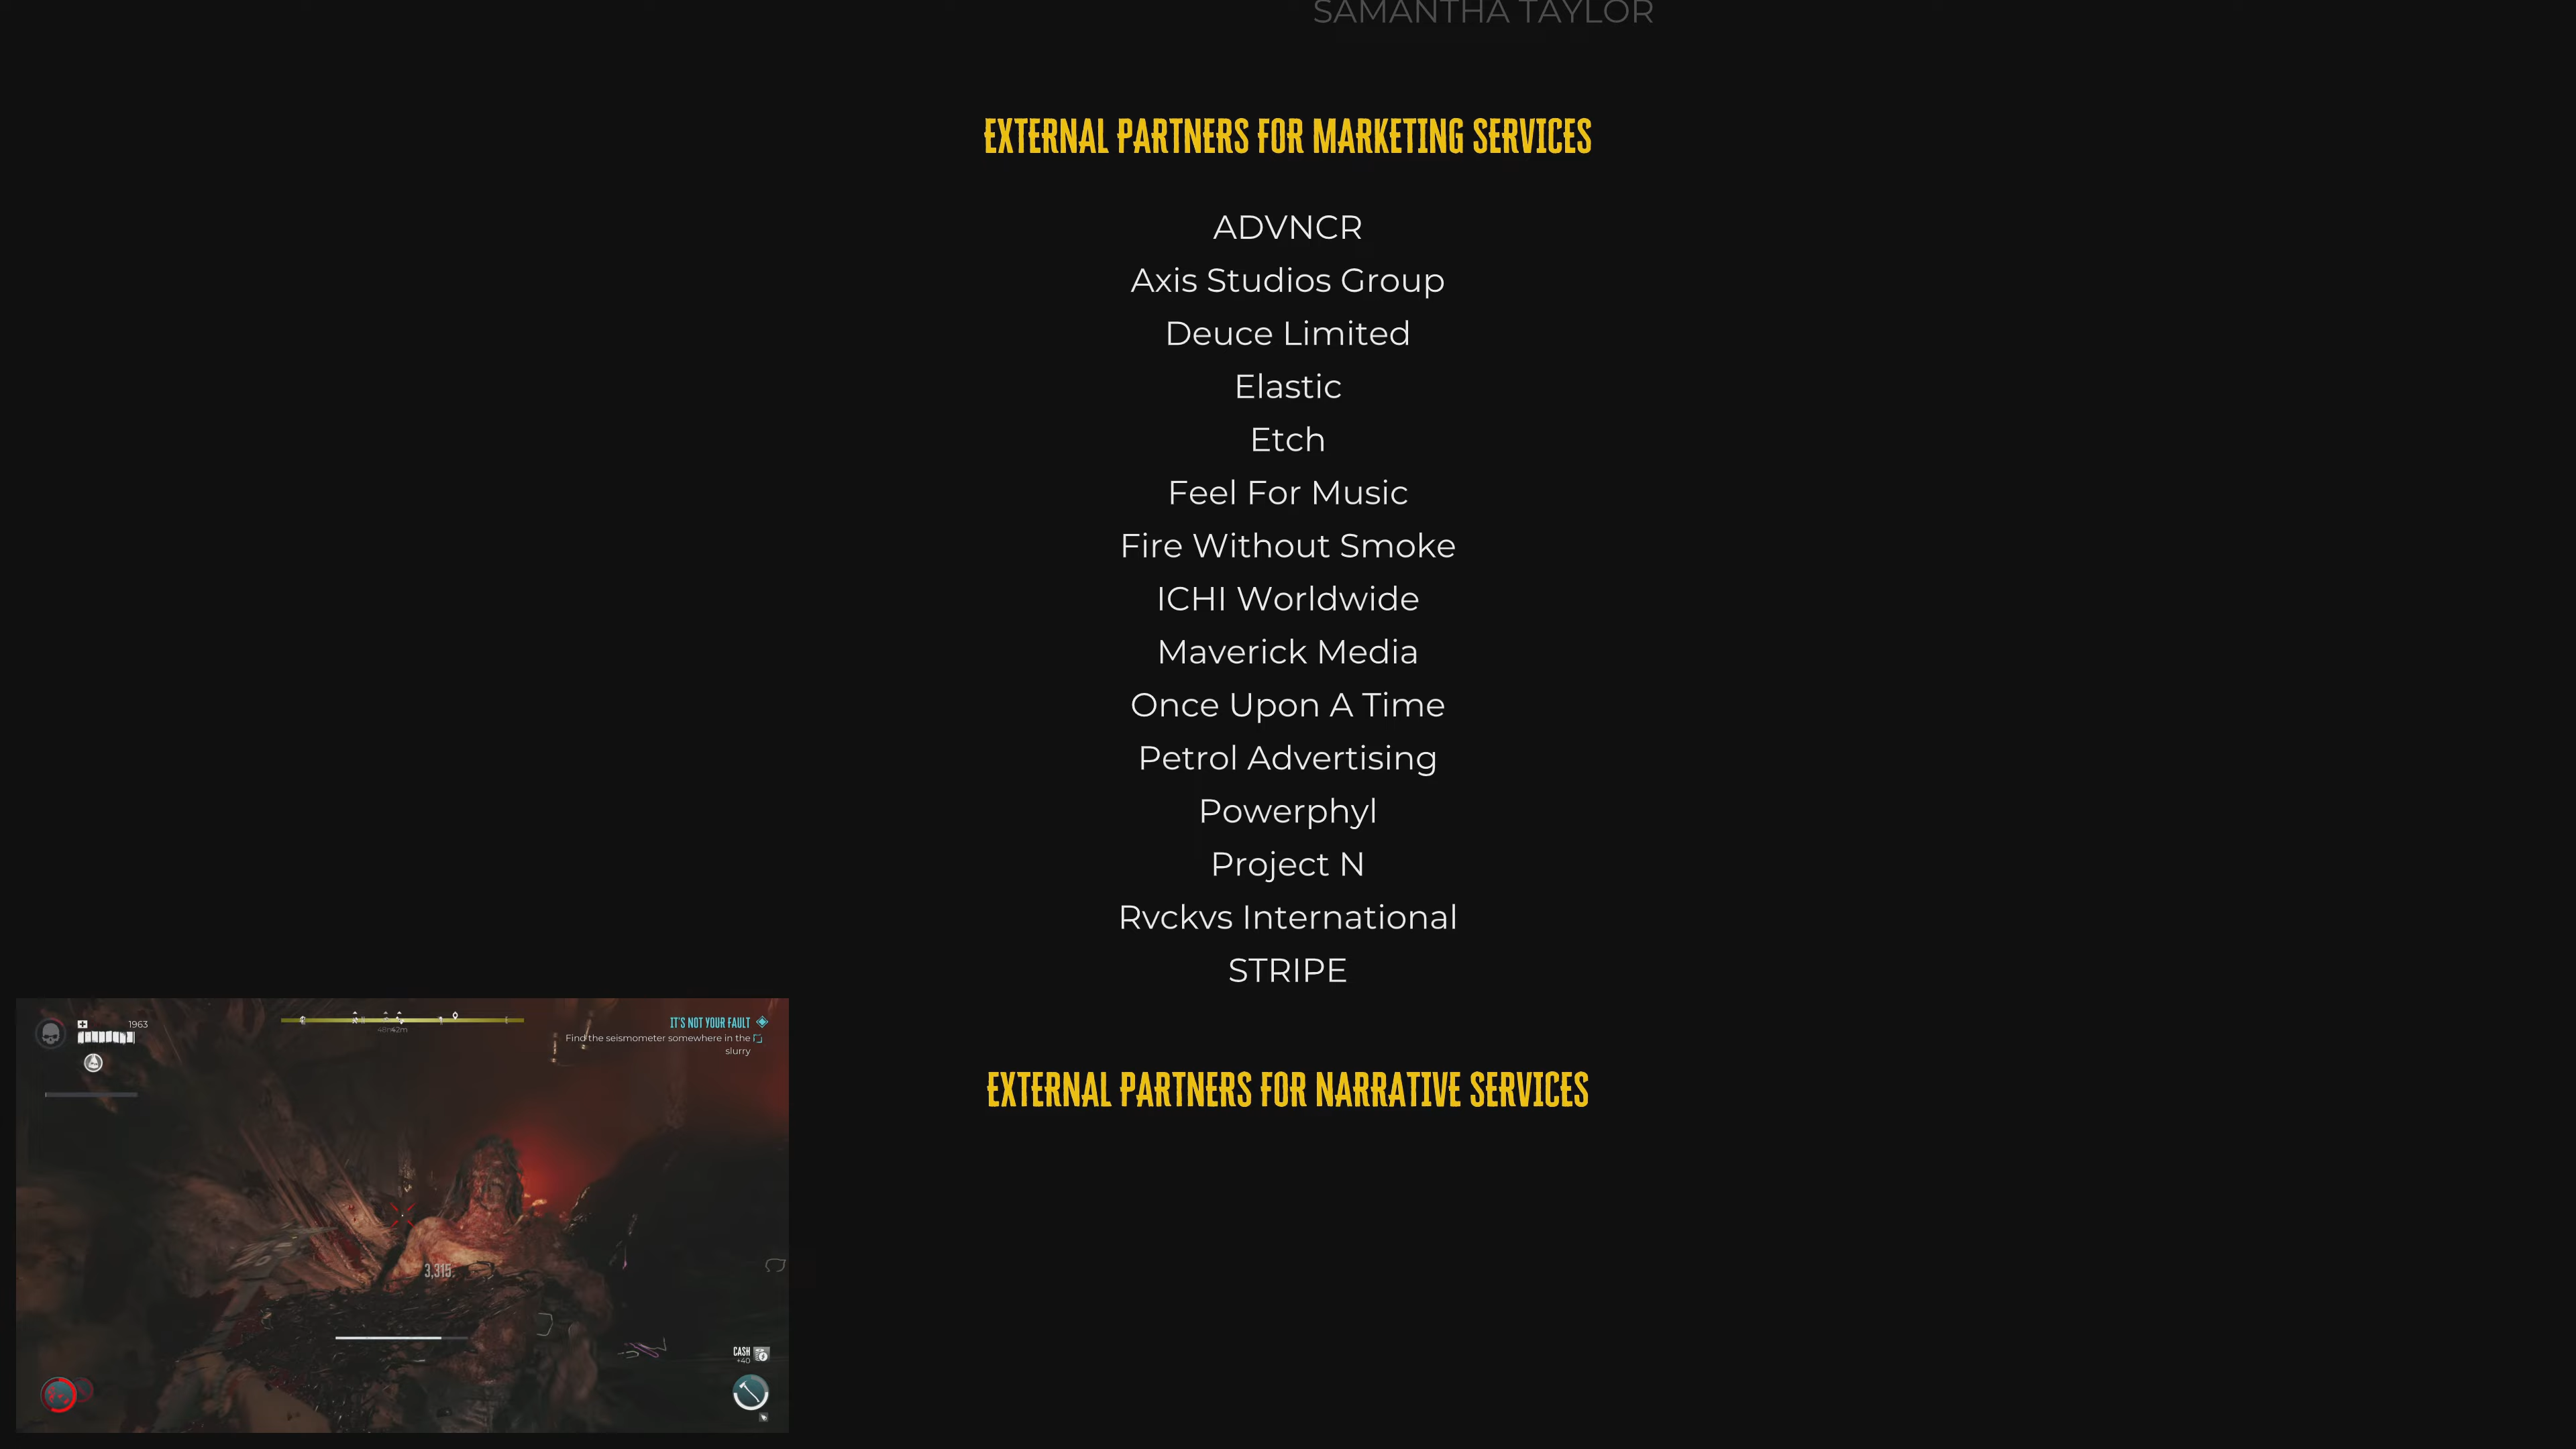 SAMANTHA TAYLOR
EXTERNAL PARTNERS FOR MARKETING SERVICES
ADVNCR
Axis Studios Group
Deuce Limited
Elastic
Etch
Feel For Music
Fire Without Smoke
ICHI Worldwide
Maverick Media
Once Upon A Time
Petrol Advertising
Powerphyl
Project N
Rvckvs International
STRIPE
EXTERNAL PARTNERS FOR NARRATIVE SERVICES
1963
IT'S NOT YOUR FAULT
Find the seismometer somewhere in the
slurry
3,315
CASH
+40